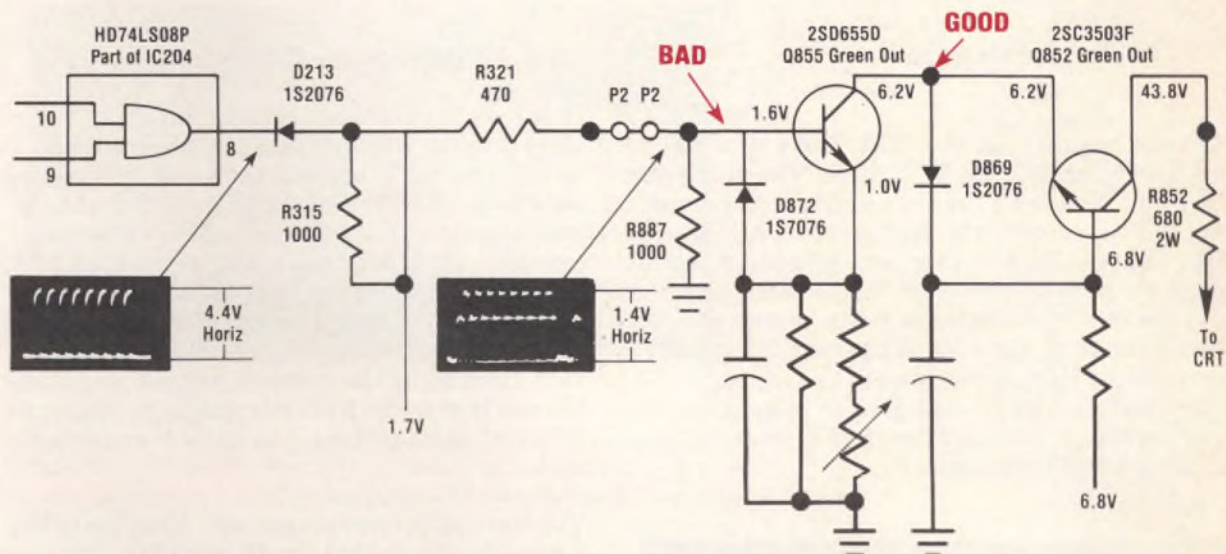 HD74LS08P
Part of IC204
10
9
8
D213
1S2076
R315
1000
4.4V
Horiz
1.7V
R321
470
P2 P2
BAD
R887
1000
1.4V
Horiz
D872
1S7076
2SD655D
Q855 Green Out
1.6V
6.2V
1.0V
GOOD
D869
1S2076
2SC3503F
Q852 Green Out
6.2V
43.8V
6.8V
R852
680
2W
To
CRT
6.8V